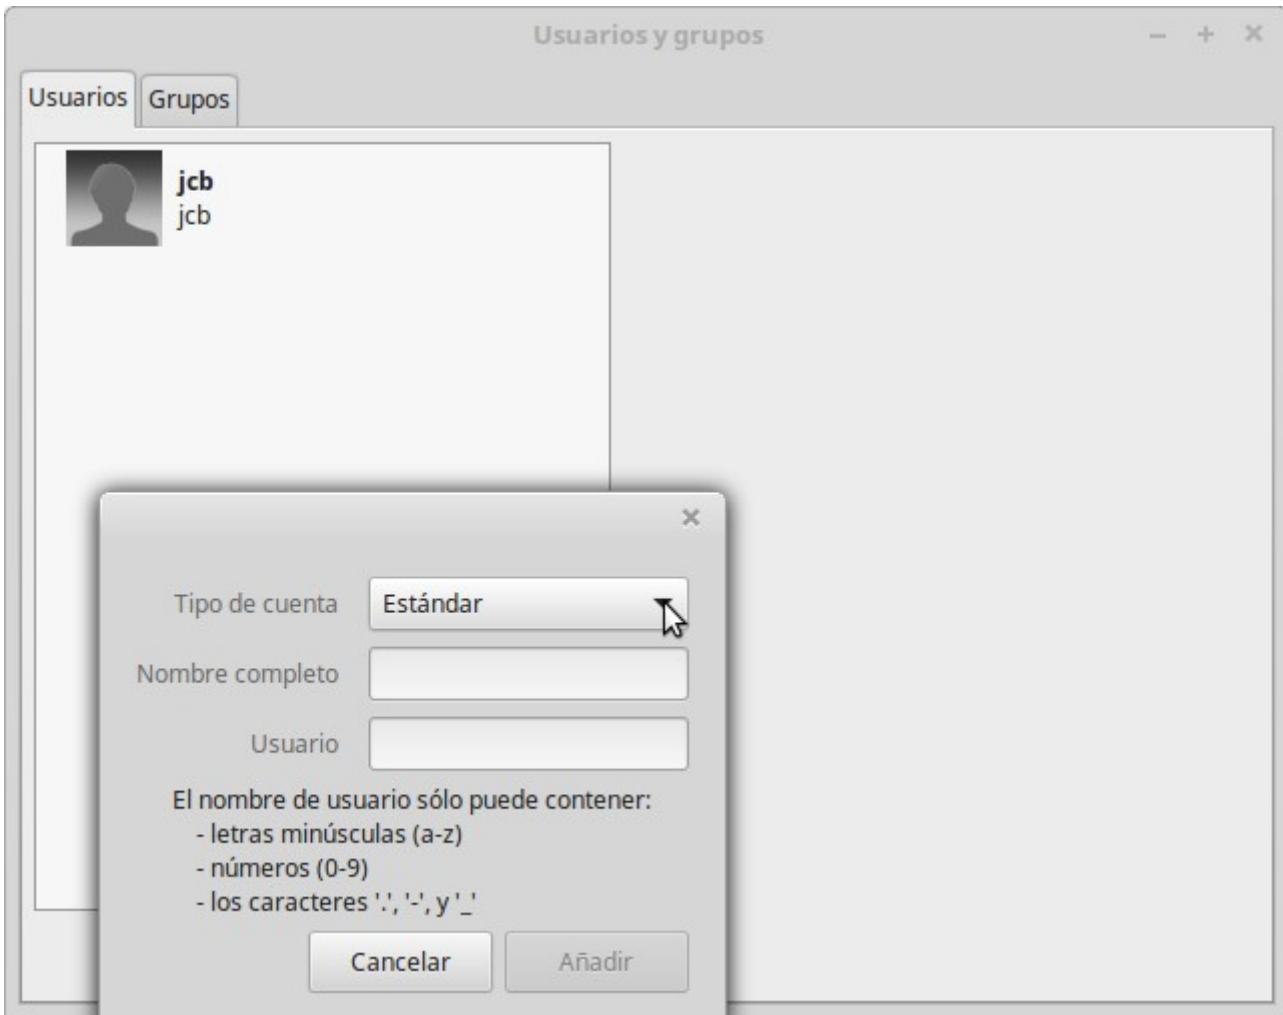 Usuarios y grupos
Usuarios
Grupos
jcb
jcb
Tipo de cuenta
Estándar
Nombre completo
Usuario
El nombre de usuario sólo puede contener:
- letras minúsculas (a-z)
- números (0-9)
- los caracteres '.', '-', y '_'
Cancelar
Añadir